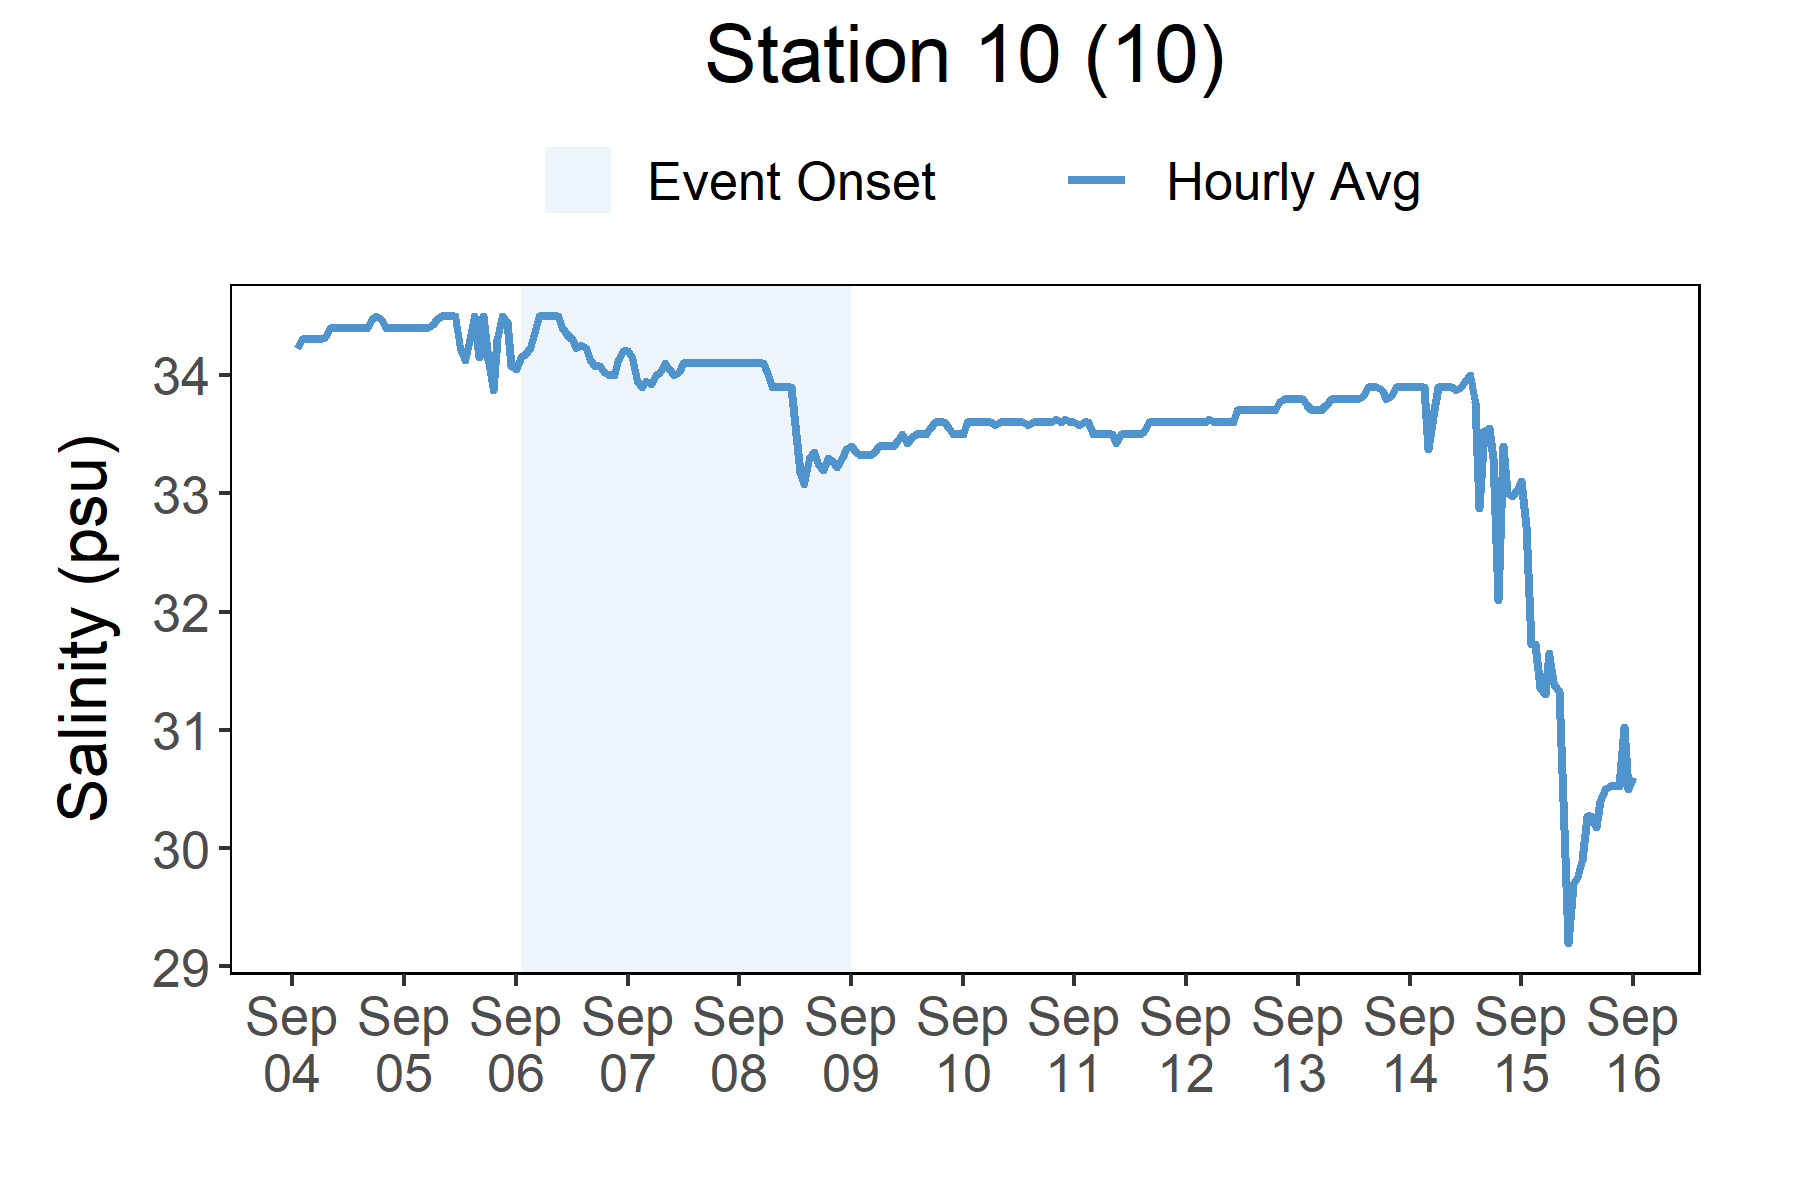 Station 10 (10)
Event Onset
Hourly Avg
Salinity (psu)
34
33
32
31
30
29
Sep 04
Sep 05
Sep 06
Sep 07
Sep 08
Sep 09
Sep 10
Sep 11
Sep 12
Sep 13
Sep 14
Sep 15
Sep 16